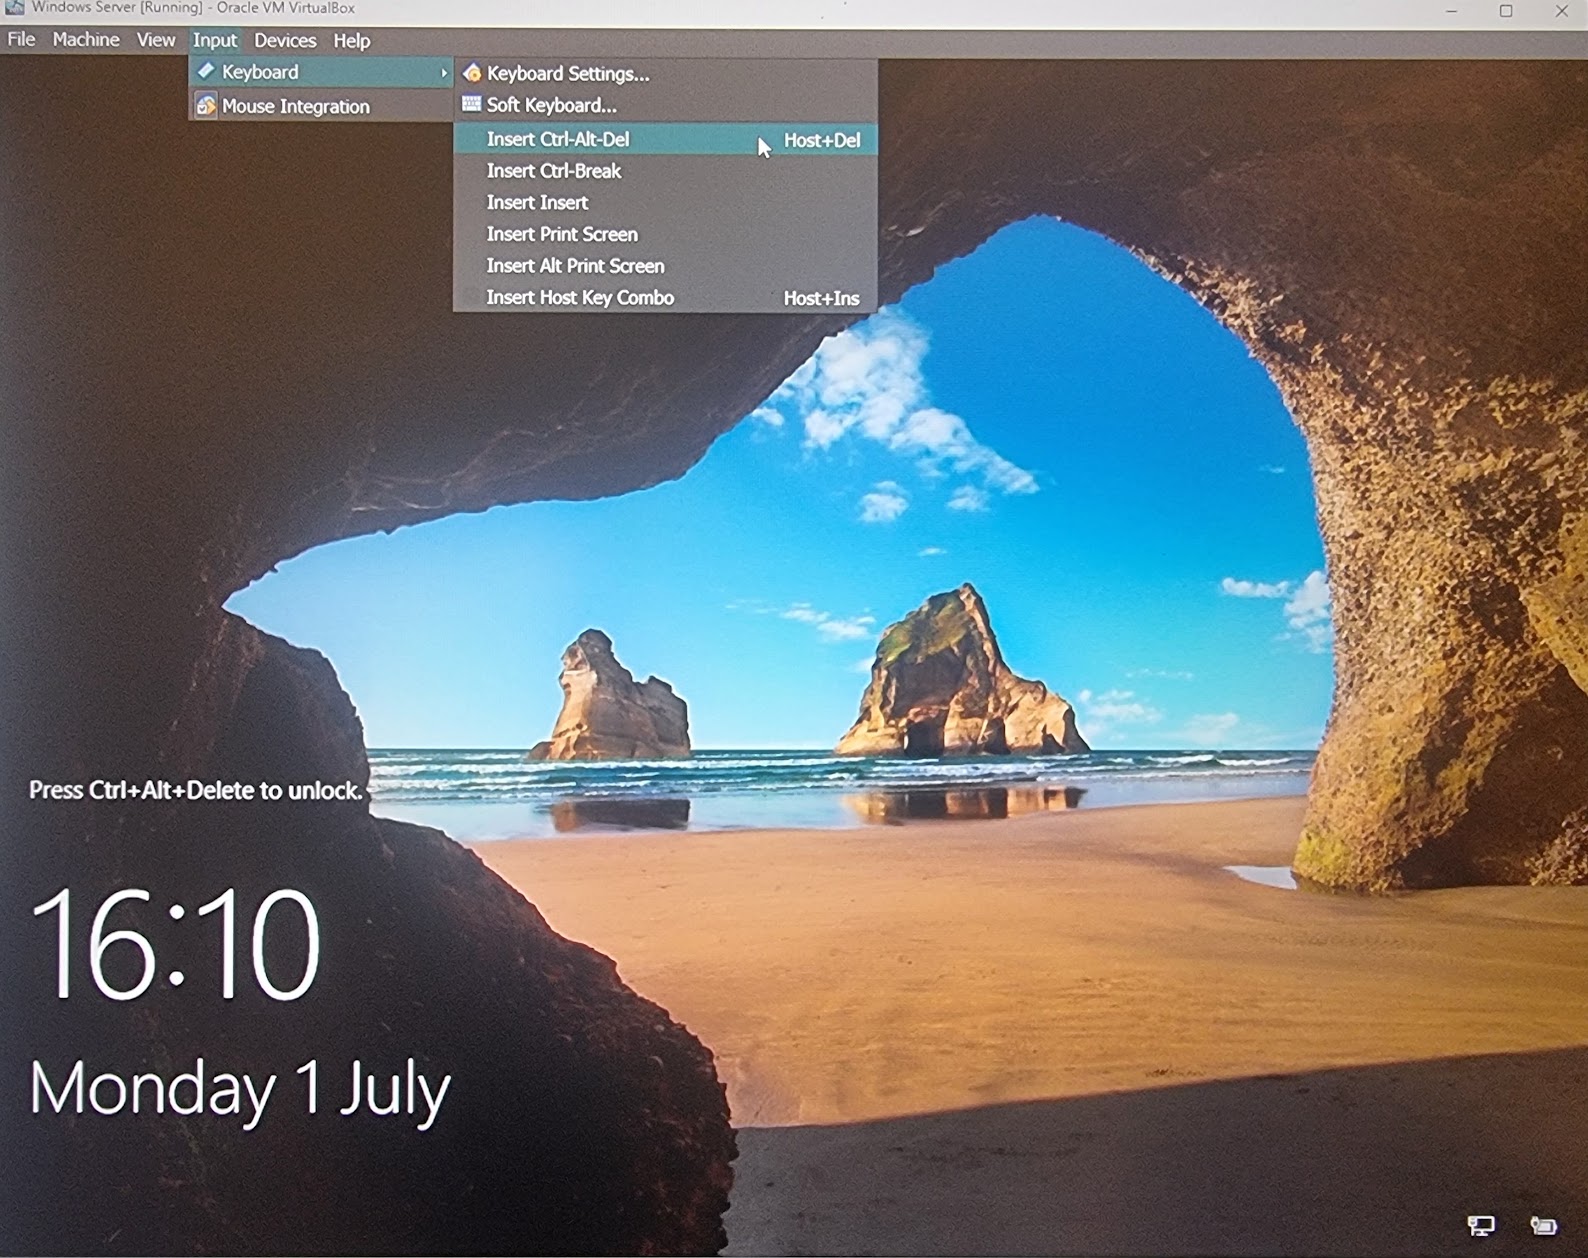 Windows Server [Running] - Oracle VM VirtualBox
File Machine View Input Devices Help
Keyboard
Mouse Integration
Keyboard Settings...
Soft Keyboard...
Insert Ctrl-Alt-Del Host+Del
Insert Ctrl-Break
Insert Insert
Insert Print Screen
Insert Alt Print Screen
Insert Host Key Combo Host+Ins
Press Ctrl+Alt+Delete to unlock.
16:10
Monday 1 July